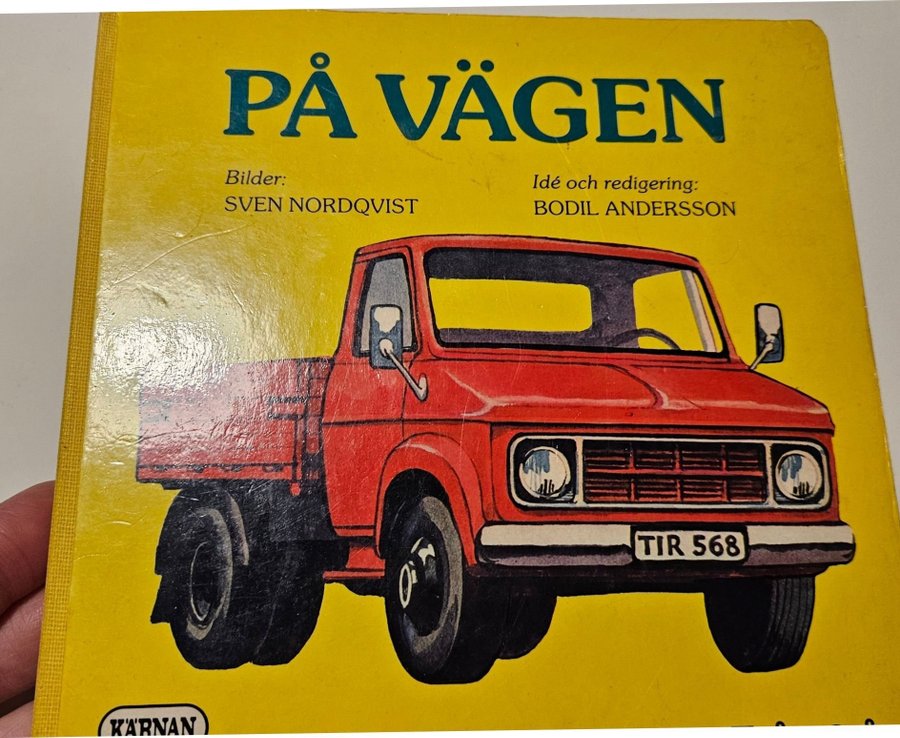 PÅ VÄGEN
Bilder:
SVEN NORDQVIST
Idé och redigering:
BODIL ANDERSSON
TIR 568
KÄRNAN